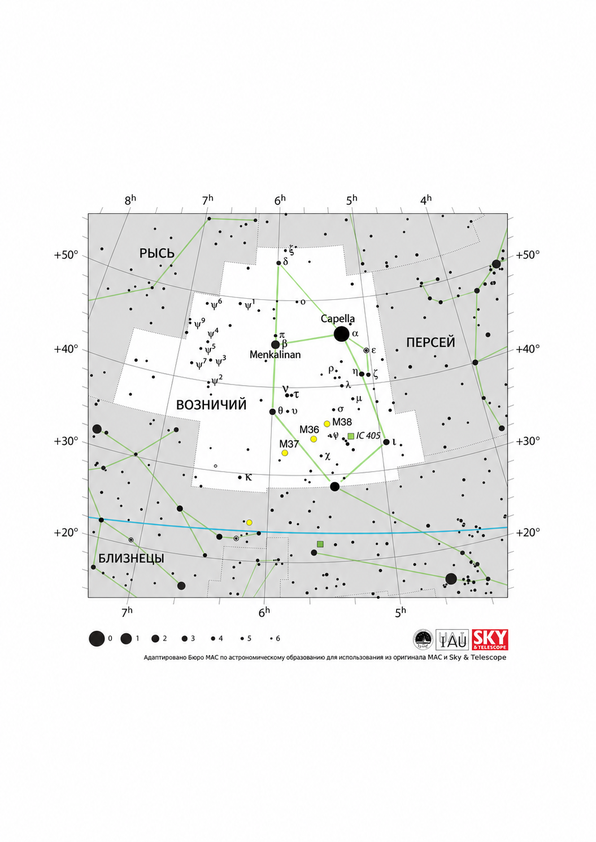 8h 7h 6h 5h 4h
+50° +50°
РЫСЬ
ξ
δ
ψ6 ψ1 ο
Capella
ψ9
ψ4 π α
+40° β ε ПЕРСЕЙ +40°
ψ5
Menkalinan
ψ7 ψ3
ρ η ζ
ψ2 λ
ν τ μ
ВОЗНИЧИЙ θ υ σ
M36 M38
+30° ψ IC 405 ι +30°
M37
χ
κ
+20° +20°
БЛИЗНЕЦЫ
7h 6h 5h
0 1 2 3 4 5 6
IAU SKY
& TELESCOPE
Адаптировано Бюро МАС по астрономическому образованию для использования из оригинала МАС и Sky & Telescope